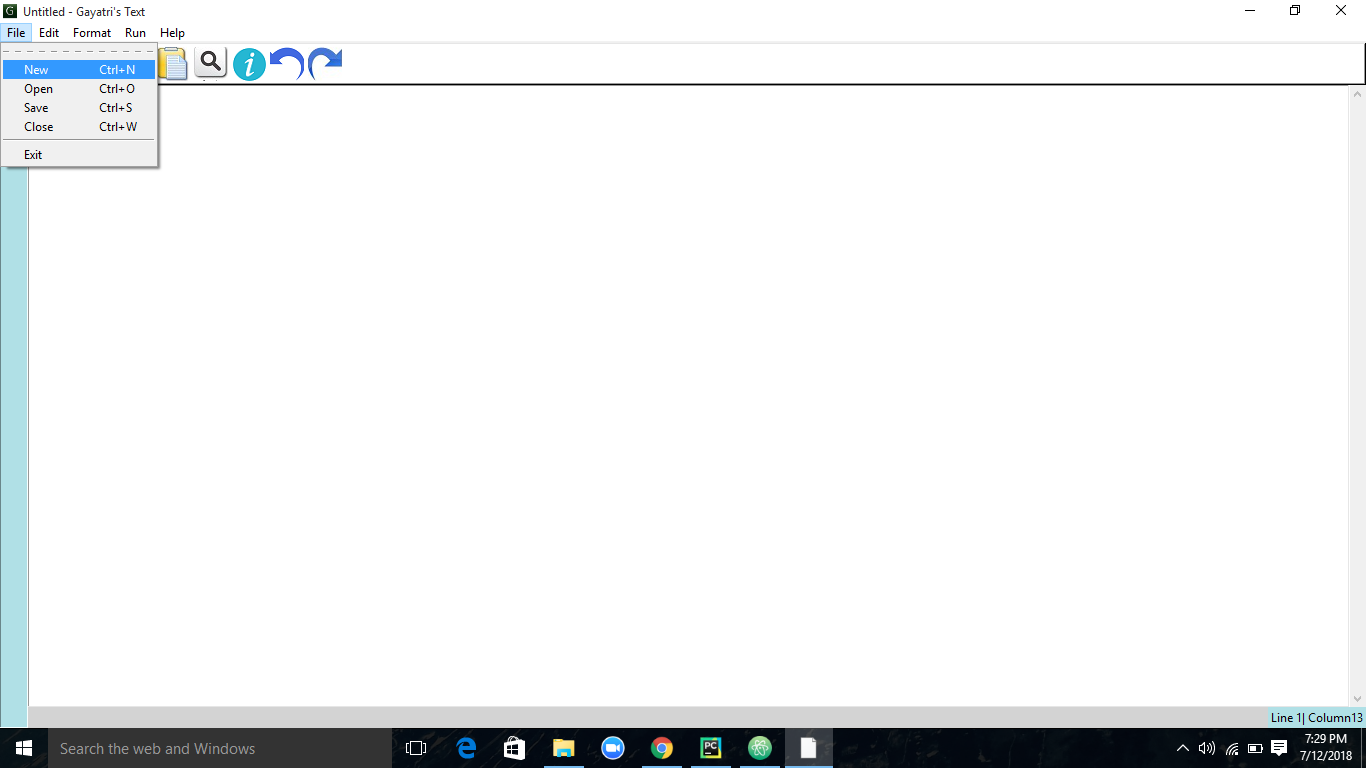 G Untitled - Gayatri's Text
File Edit Format Run Help
New Ctrl+N
Open Ctrl+O
Save Ctrl+S
Close Ctrl+W
Exit
Line 1| Column13
Search the web and Windows
PC
7:29 PM
7/12/2018